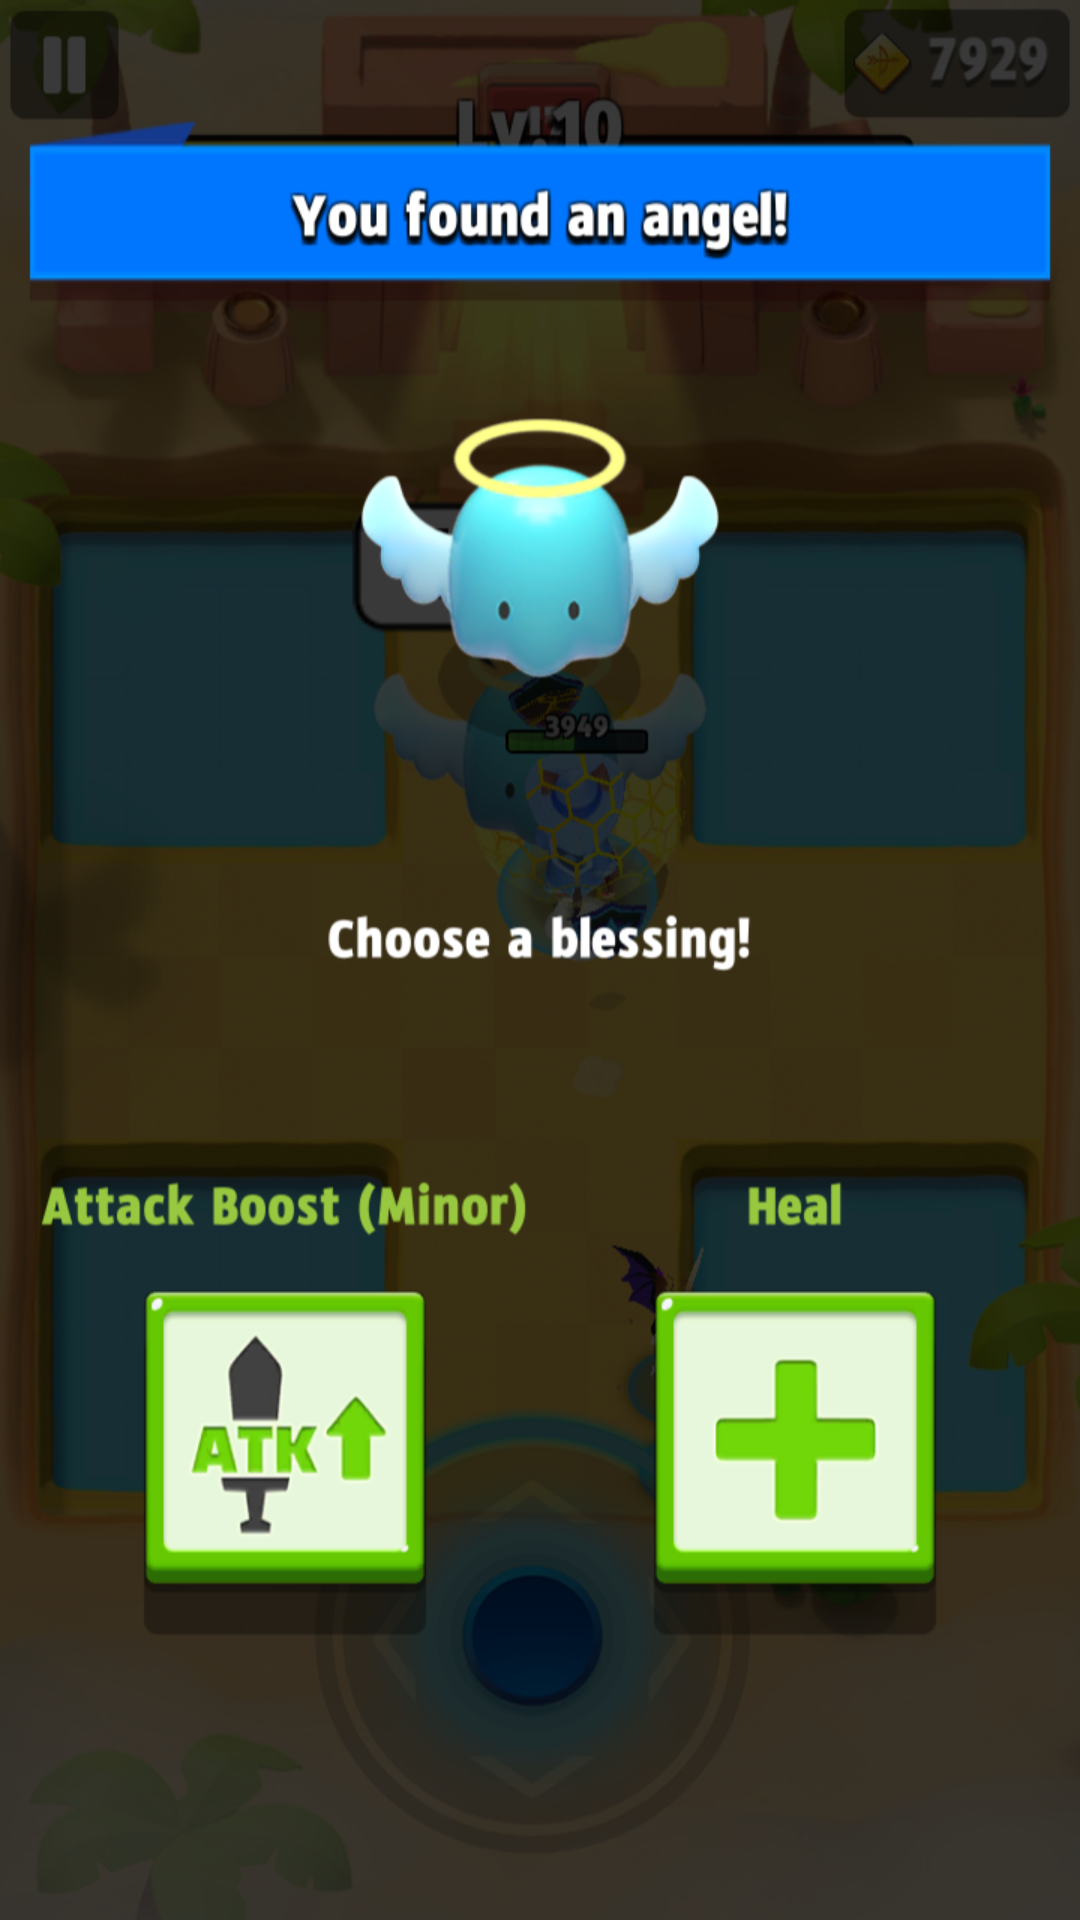 7929
Lv.10
You found an angel!
3949
Choose a blessing!
Attack Boost (Minor)
Heal
ATK